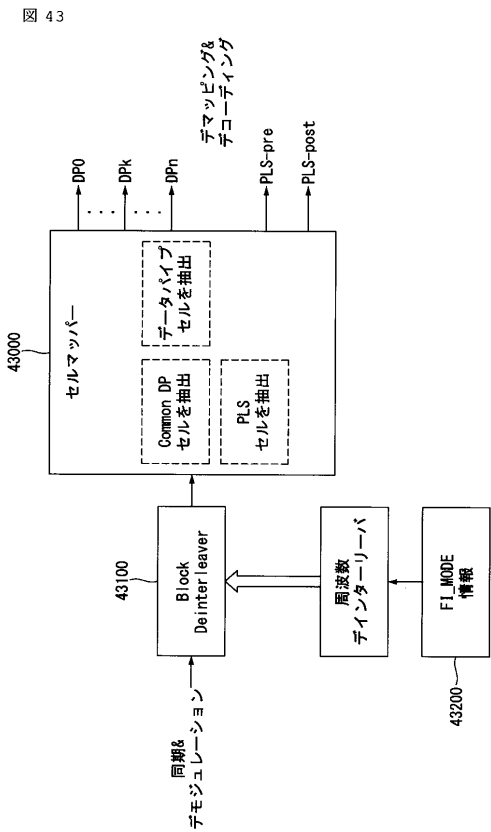 図 43
43000
セルマッパー
Common DP
セルを抽出
データパイプ
セルを抽出
PLS
セルを抽出
DP0
DPk
DPn
デマッピング&
デコーディング
PLS-pre
PLS-post
同期&
デモジュレーション
43100
Block
Deinterleaver
周波数
デインターリーバ
FI_MODE
情報
43200